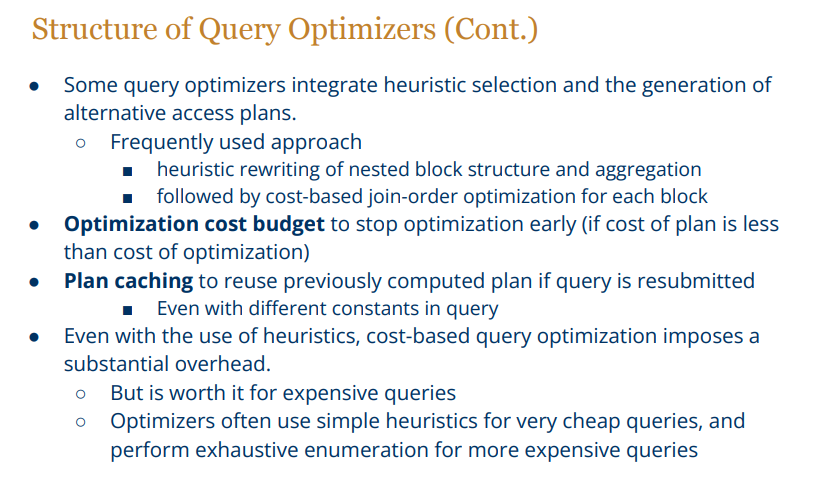 Structure of Query Optimizers (Cont.)
● Some query optimizers integrate heuristic selection and the generation of
alternative access plans.
○ Frequently used approach
■ heuristic rewriting of nested block structure and aggregation
■ followed by cost-based join-order optimization for each block
● Optimization cost budget to stop optimization early (if cost of plan is less
than cost of optimization)
● Plan caching to reuse previously computed plan if query is resubmitted
■ Even with different constants in query
● Even with the use of heuristics, cost-based query optimization imposes a
substantial overhead.
○ But is worth it for expensive queries
○ Optimizers often use simple heuristics for very cheap queries, and
perform exhaustive enumeration for more expensive queries